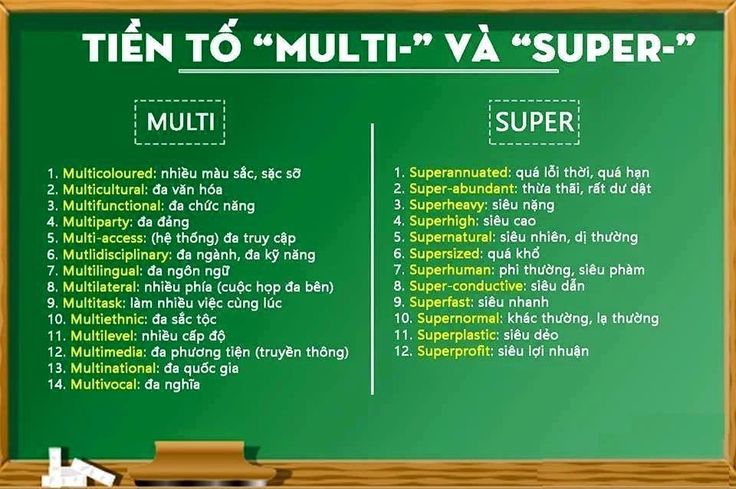 TIỀN TỐ “MULTI-” VÀ “SUPER-”
MULTI
1. Multicoloured: nhiều màu sắc, sặc sỡ
2. Multicultural: đa văn hóa
3. Multifunctional: đa chức năng
4. Multiparty: đa đảng
5. Multi-access: (hệ thống) đa truy cập
6. Mutlidisciplinary: đa ngành, đa kỹ năng
7. Multilingual: đa ngôn ngữ
8. Multilateral: nhiều phía (cuộc họp đa bên)
9. Multitask: làm nhiều việc cùng lúc
10. Multiethnic: đa sắc tộc
11. Multilevel: nhiều cấp độ
12. Multimedia: đa phương tiện (truyền thông)
13. Multinational: đa quốc gia
14. Multivocal: đa nghĩa
SUPER
1. Superannuated: quá lỗi thời, quá hạn
2. Super-abundant: thừa thãi, rất dư dật
3. Superheavy: siêu nặng
4. Superhigh: siêu cao
5. Supernatural: siêu nhiên, dị thường
6. Supersized: quá khổ
7. Superhuman: phi thường, siêu phàm
8. Super-conductive: siêu dẫn
9. Superfast: siêu nhanh
10. Supernormal: khác thường, lạ thường
11. Superplastic: siêu dẻo
12. Superprofit: siêu lợi nhuận